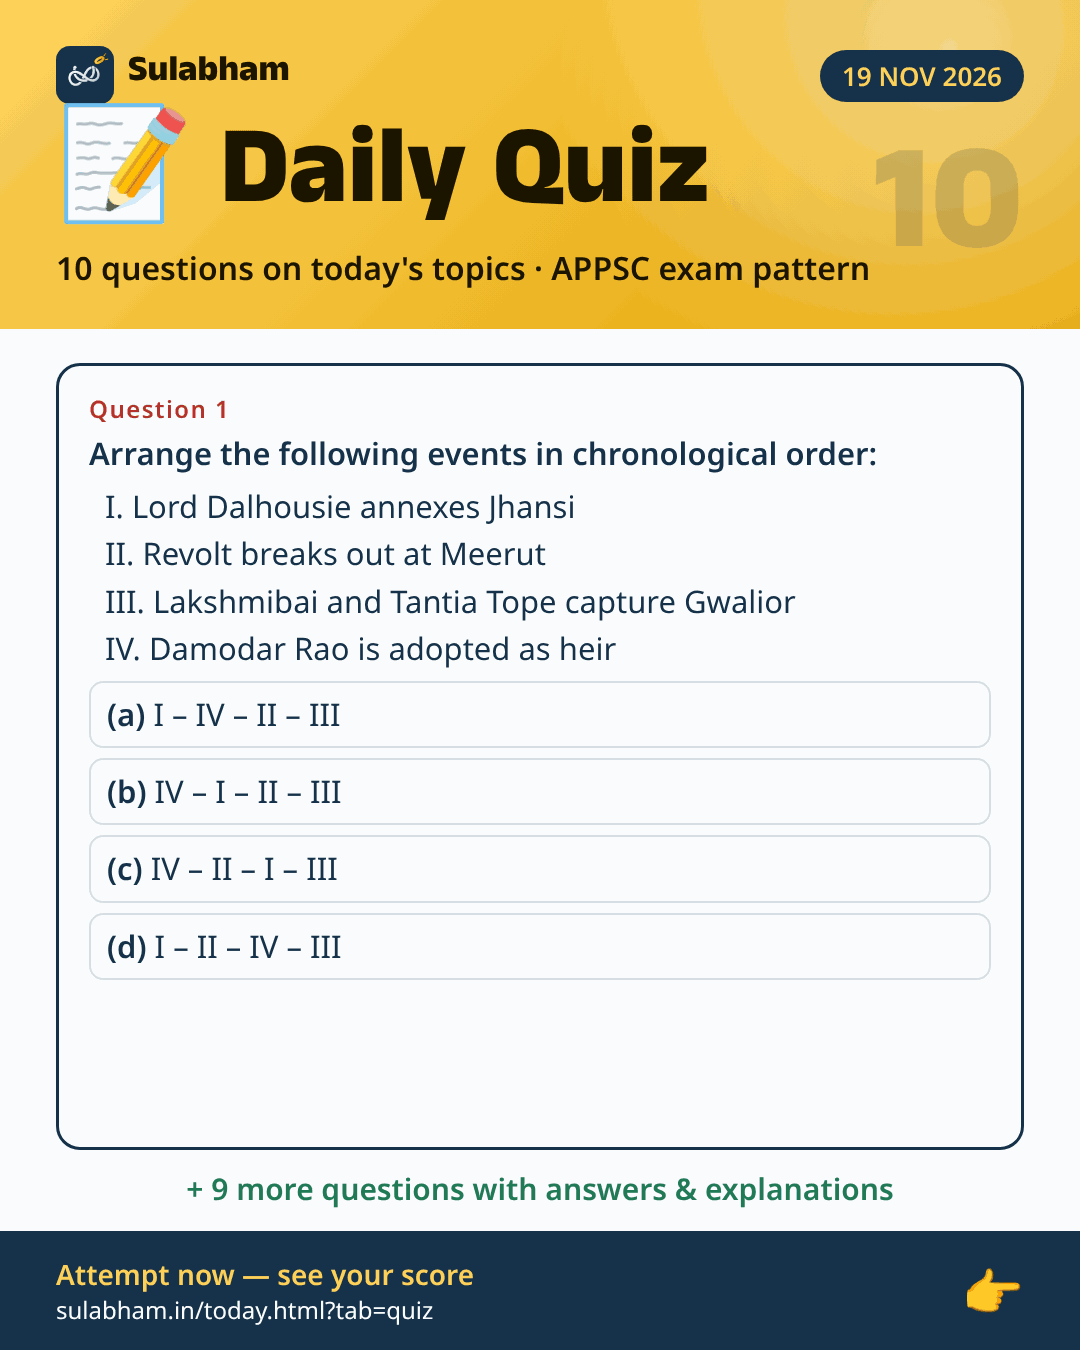 Sulabham
19 NOV 2026
Daily Quiz
10
10 questions on today's topics · APPSC exam pattern
Question 1
Arrange the following events in chronological order:
I. Lord Dalhousie annexes Jhansi
II. Revolt breaks out at Meerut
III. Lakshmibai and Tantia Tope capture Gwalior
IV. Damodar Rao is adopted as heir
(a) I – IV – II – III
(b) IV – I – II – III
(c) IV – II – I – III
(d) I – II – IV – III
+ 9 more questions with answers & explanations
Attempt now — see your score
sulabham.in/today.html?tab=quiz